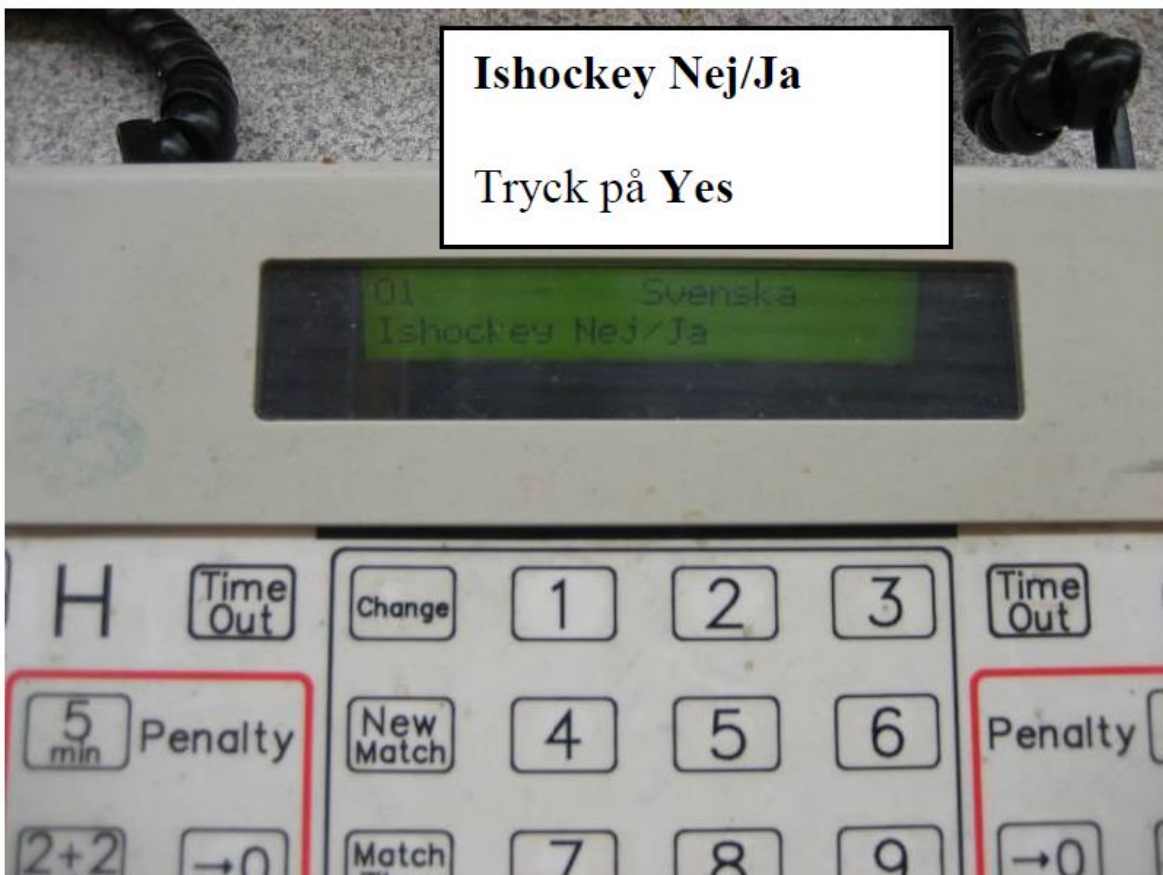 Ishockey Nej/Ja
Tryck på Yes
01 Svenska
Ishockey Nej/Ja
H Time Out Change 1 2 3 Time Out
5 min Penalty New Match 4 5 6 Penalty
2+2 →0 Match 7 8 9 →0